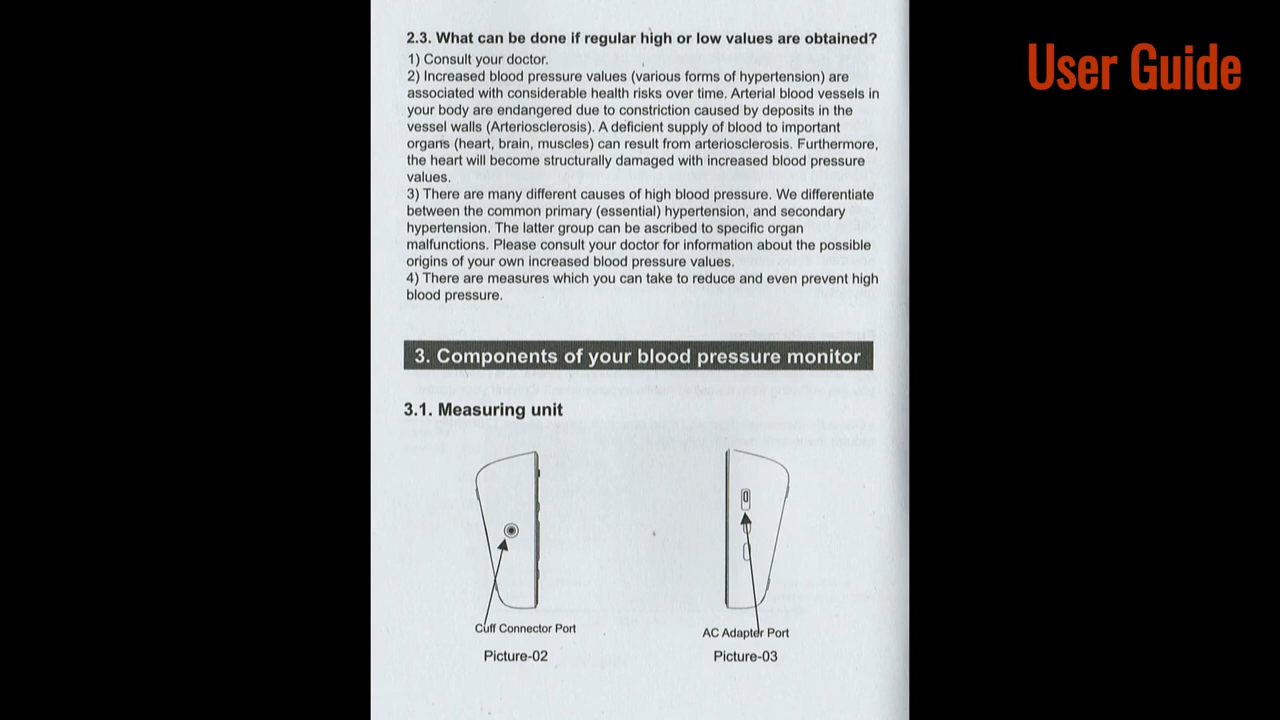 2.3. What can be done if regular high or low values are obtained?
1) Consult your doctor.
2) Increased blood pressure values (various forms of hypertension) are
associated with considerable health risks over time. Arterial blood vessels in
your body are endangered due to constriction caused by deposits in the
vessel walls (Arteriosclerosis). A deficient supply of blood to important
organs (heart, brain, muscles) can result from arteriosclerosis. Furthermore,
the heart will become structurally damaged with increased blood pressure
values.
3) There are many different causes of high blood pressure. We differentiate
between the common primary (essential) hypertension, and secondary
hypertension. The latter group can be ascribed to specific organ
malfunctions. Please consult your doctor for information about the possible
origins of your own increased blood pressure values.
4) There are measures which you can take to reduce and even prevent high
blood pressure.
User Guide
3. Components of your blood pressure monitor
3.1. Measuring unit
Cuff Connector Port
AC Adapter Port
Picture-02
Picture-03